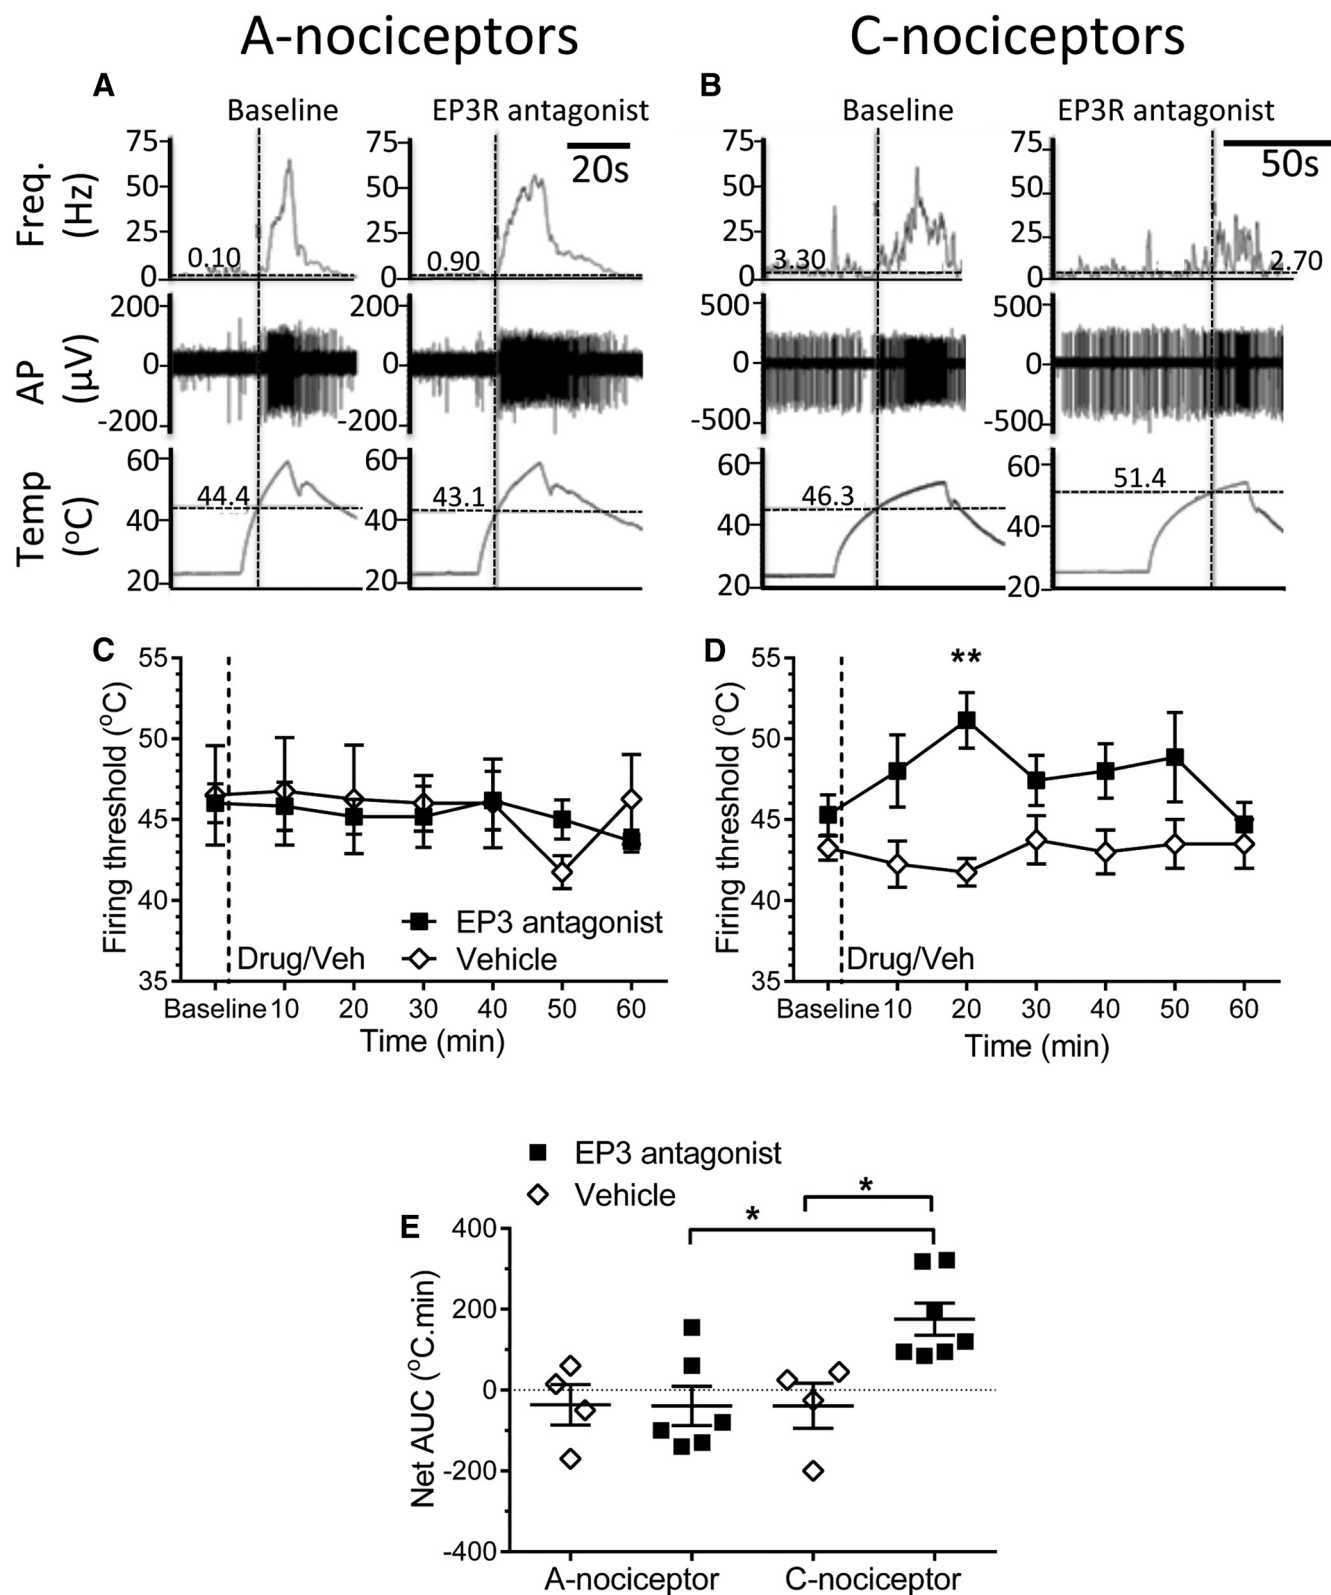 A-nociceptors
C-nociceptors
A
B
Baseline
EP3R antagonist
Baseline
EP3R antagonist
20s
50s
Freq.
(Hz)
75
50
25
0
0.10
75
50
25
0
0.90
75
50
25
0
3.30
75
50
25
0
2.70
AP
(µV)
200
0
-200
200
0
-200
500
0
-500
500
0
-500
Temp
(ºC)
60
40
20
44.4
60
40
20
43.1
60
40
20
46.3
60
40
20
51.4
C
Firing threshold (ºC)
55
50
45
40
35
EP3 antagonist
Vehicle
Drug/Veh
Baseline 10 20 30 40 50 60
Time (min)
D
Firing threshold (ºC)
55
50
45
40
35
**
Drug/Veh
Baseline 10 20 30 40 50 60
Time (min)
EP3 antagonist
Vehicle
E
*
*
Net AUC (ºC.min)
400
200
0
-200
-400
A-nociceptor
C-nociceptor